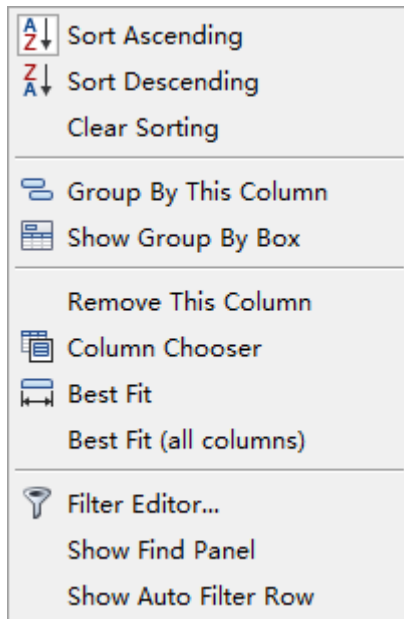 Sort Ascending
Sort Descending
Clear Sorting
Group By This Column
Show Group By Box
Remove This Column
Column Chooser
Best Fit
Best Fit (all columns)
Filter Editor...
Show Find Panel
Show Auto Filter Row